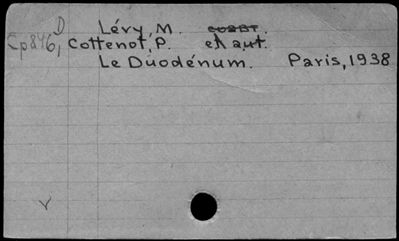 D Lévy, M.
Cp846, Cottenot, P. et aut.
Le Duodénum. Paris, 1938